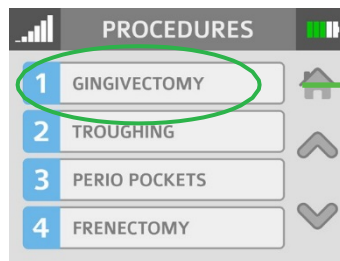 PROCEDURES
1 GINGIVECTOMY
2 TROUGHING
3 PERIO POCKETS
4 FRENECTOMY